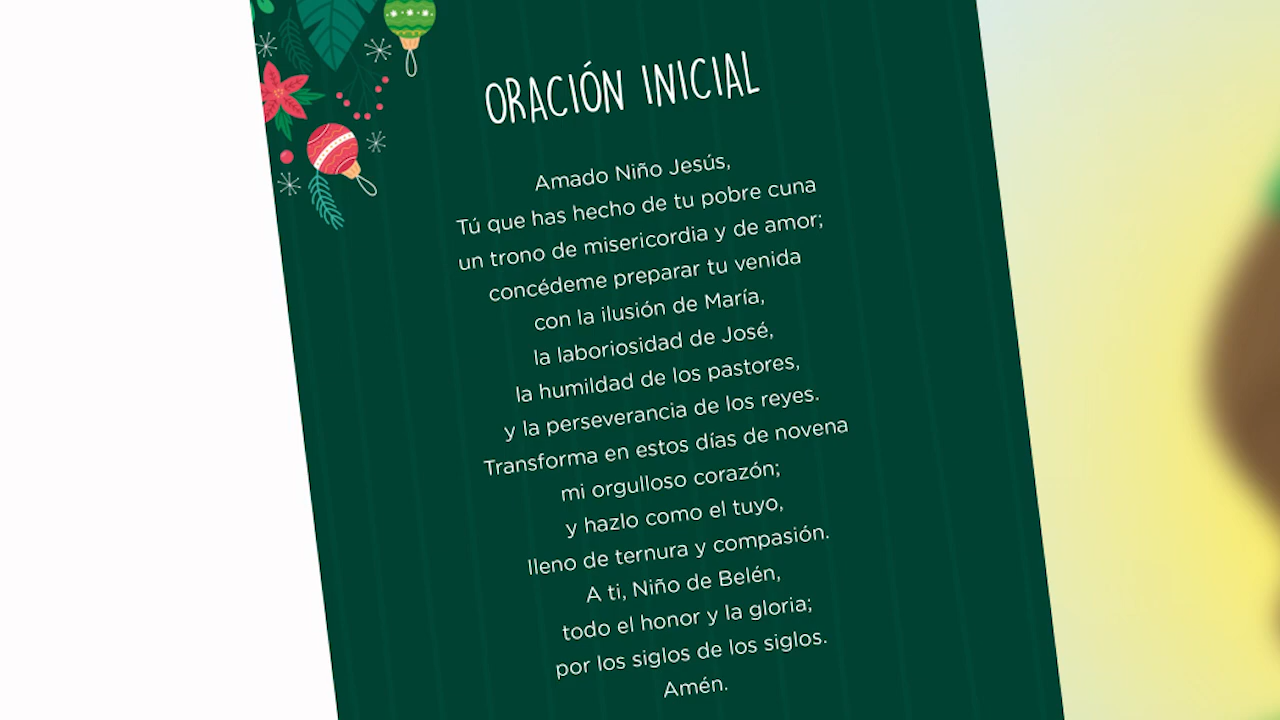 ORACIÓN INICIAL
Amado Niño Jesús,
Tú que has hecho de tu pobre cuna
un trono de misericordia y de amor;
concédeme preparar tu venida
con la ilusión de María,
la laboriosidad de José,
la humildad de los pastores,
y la perseverancia de los reyes.
Transforma en estos días de novena
mi orgulloso corazón;
y hazlo como el tuyo,
lleno de ternura y compasión.
A ti, Niño de Belén,
todo el honor y la gloria;
por los siglos de los siglos.
Amén.